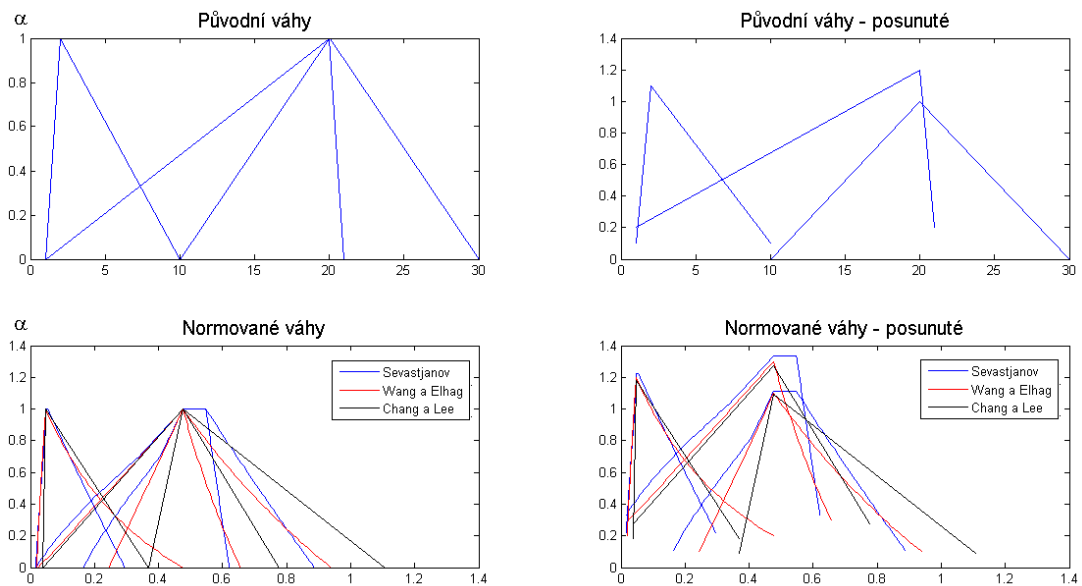 α
Původní váhy
1
0.8
0.6
0.4
0.2
0
0 5 10 15 20 25 30
Původní váhy - posunuté
1.4
1.2
1
0.8
0.6
0.4
0.2
0
0 5 10 15 20 25 30
α
Normované váhy
1.4
1.2
1
0.8
0.6
0.4
0.2
0
0 0.2 0.4 0.6 0.8 1 1.2 1.4
Sevastjanov
Wang a Elhag
Chang a Lee
Normované váhy - posunuté
1.4
1.2
1
0.8
0.6
0.4
0.2
0
0 0.2 0.4 0.6 0.8 1 1.2 1.4
Sevastjanov
Wang a Elhag
Chang a Lee